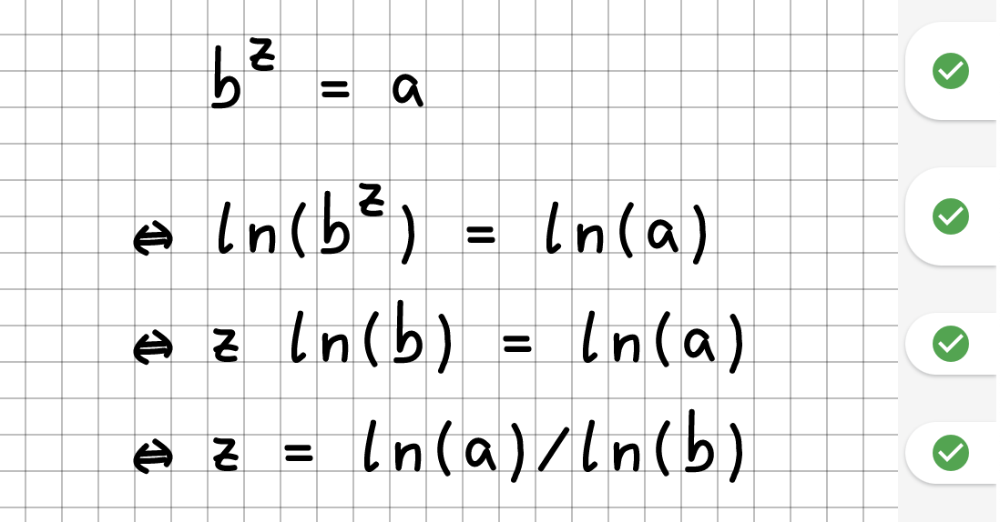 b^z = a
⇔ ln(b^z) = ln(a)
⇔ z ln(b) = ln(a)
⇔ z = ln(a)/ln(b)